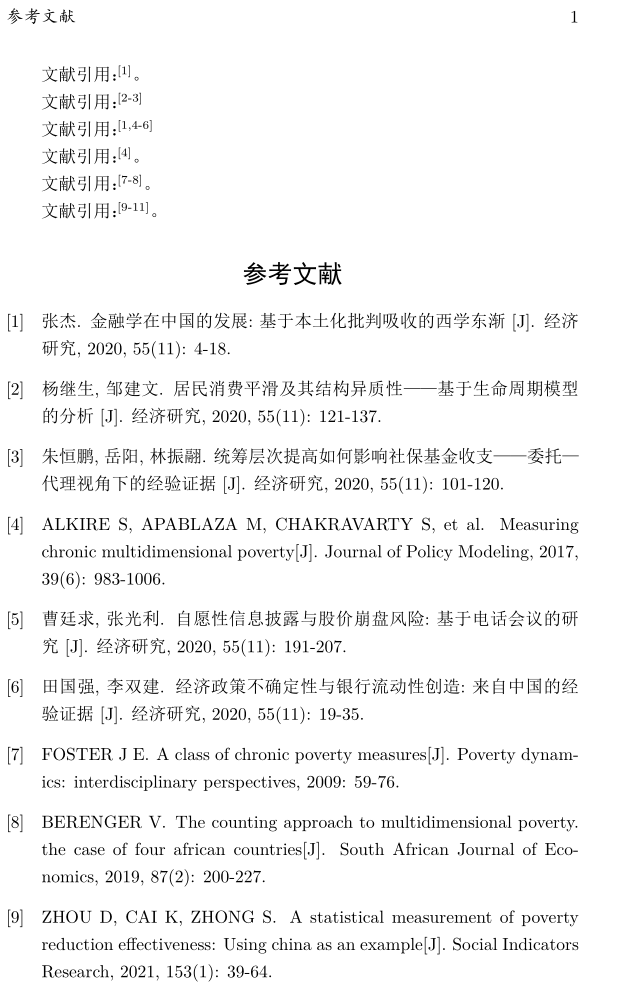 参考文献 1
文献引用:[1]。
文献引用:[2-3]
文献引用:[1,4-6]
文献引用:[4]。
文献引用:[7-8]。
文献引用:[9-11]。
参考文献
[1] 张杰. 金融学在中国的发展: 基于本土化批判吸收的西学东渐 [J]. 经济
研究, 2020, 55(11): 4-18.
[2] 杨继生, 邹建文. 居民消费平滑及其结构异质性——基于生命周期模型
的分析 [J]. 经济研究, 2020, 55(11): 121-137.
[3] 朱恒鹏, 岳阳, 林振翮. 统筹层次提高如何影响社保基金收支——委托—
代理视角下的经验证据 [J]. 经济研究, 2020, 55(11): 101-120.
[4] ALKIRE S, APABLAZA M, CHAKRAVARTY S, et al. Measuring
chronic multidimensional poverty[J]. Journal of Policy Modeling, 2017,
39(6): 983-1006.
[5] 曹廷求, 张光利. 自愿性信息披露与股价崩盘风险: 基于电话会议的研
究 [J]. 经济研究, 2020, 55(11): 191-207.
[6] 田国强, 李双建. 经济政策不确定性与银行流动性创造: 来自中国的经
验证据 [J]. 经济研究, 2020, 55(11): 19-35.
[7] FOSTER J E. A class of chronic poverty measures[J]. Poverty dynam-
ics: interdisciplinary perspectives, 2009: 59-76.
[8] BERENGER V. The counting approach to multidimensional poverty.
the case of four african countries[J]. South African Journal of Eco-
nomics, 2019, 87(2): 200-227.
[9] ZHOU D, CAI K, ZHONG S. A statistical measurement of poverty
reduction effectiveness: Using china as an example[J]. Social Indicators
Research, 2021, 153(1): 39-64.